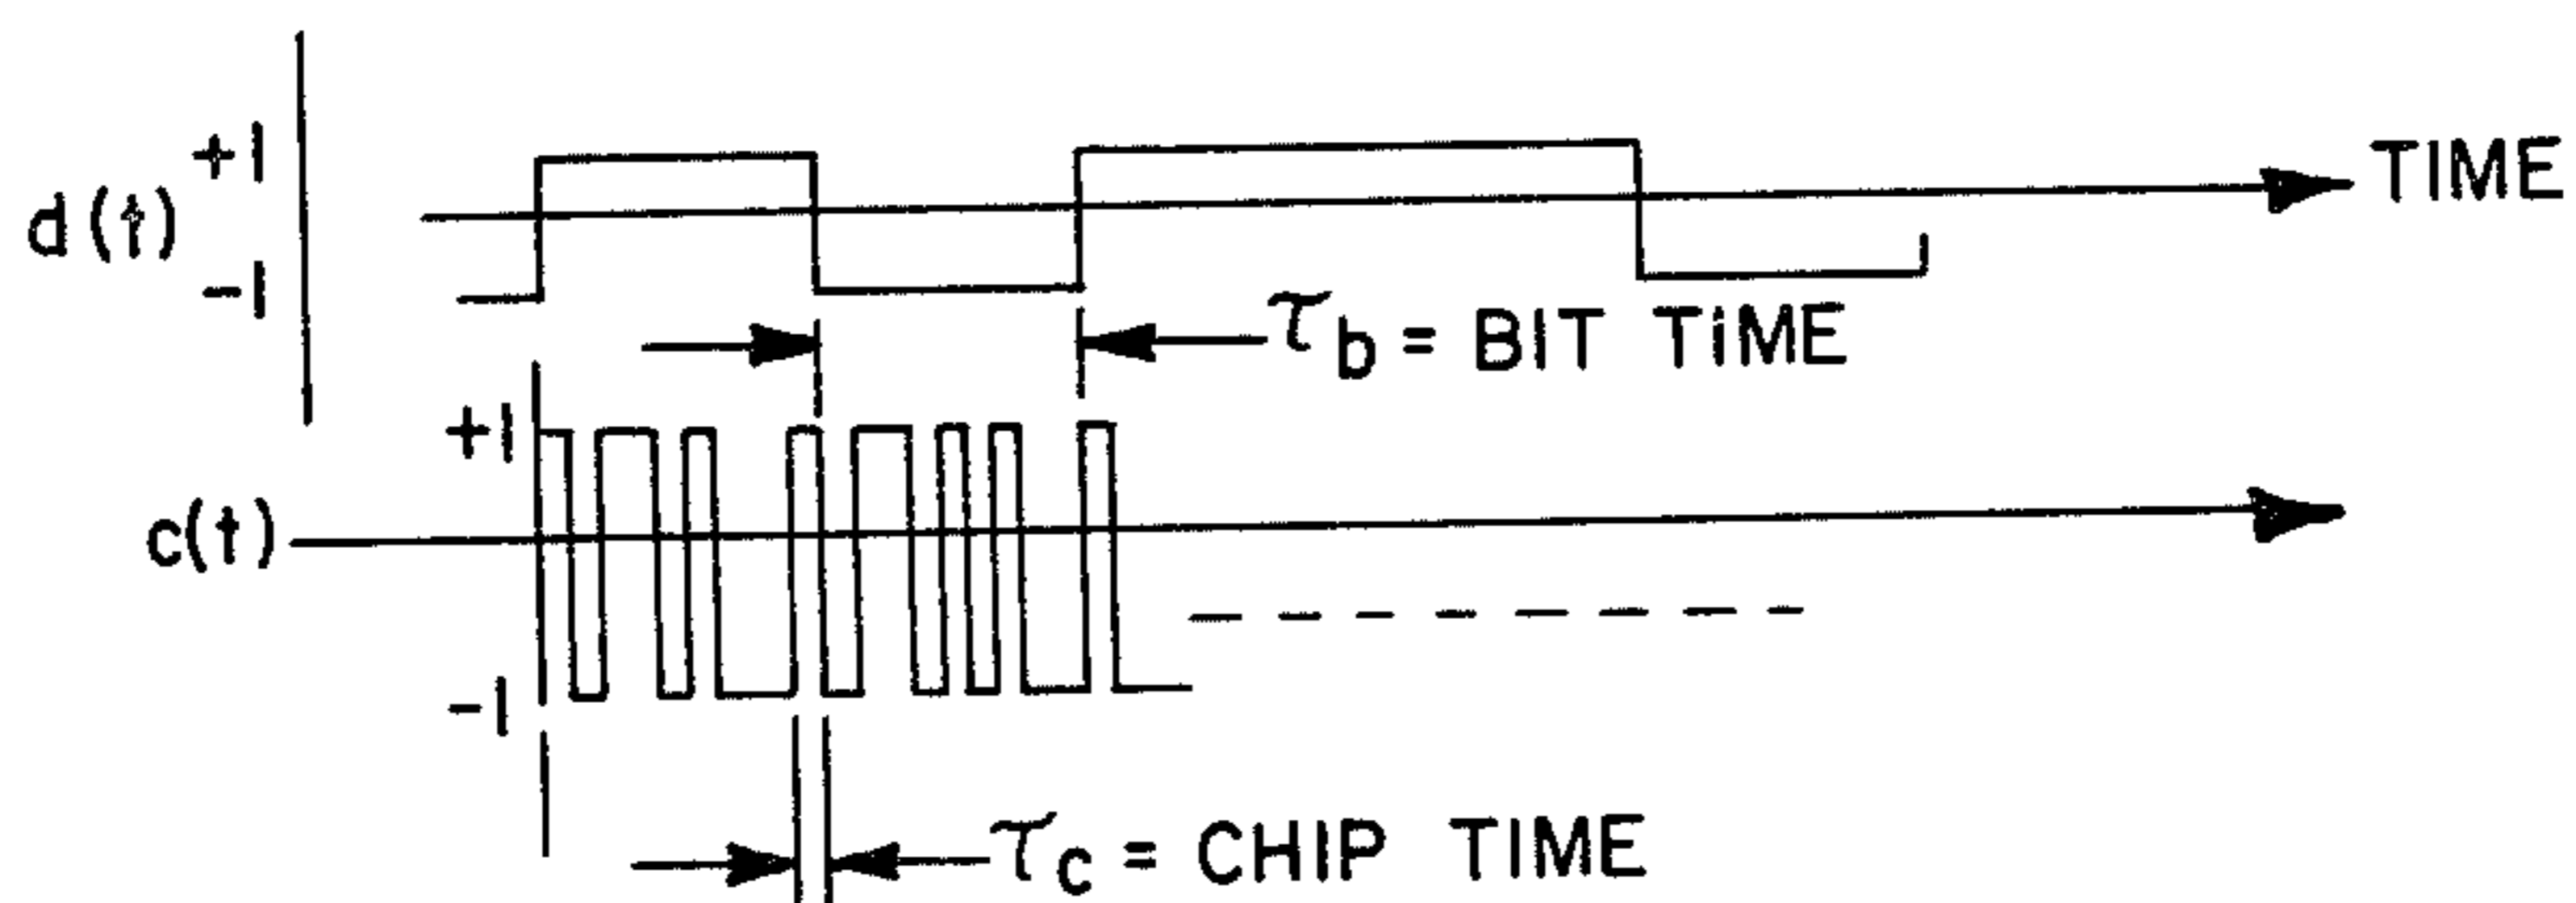 +1
d(t)
-1
TIME
τb = BIT TiME
+1
c(t)
-1
τc = CHIP TIME